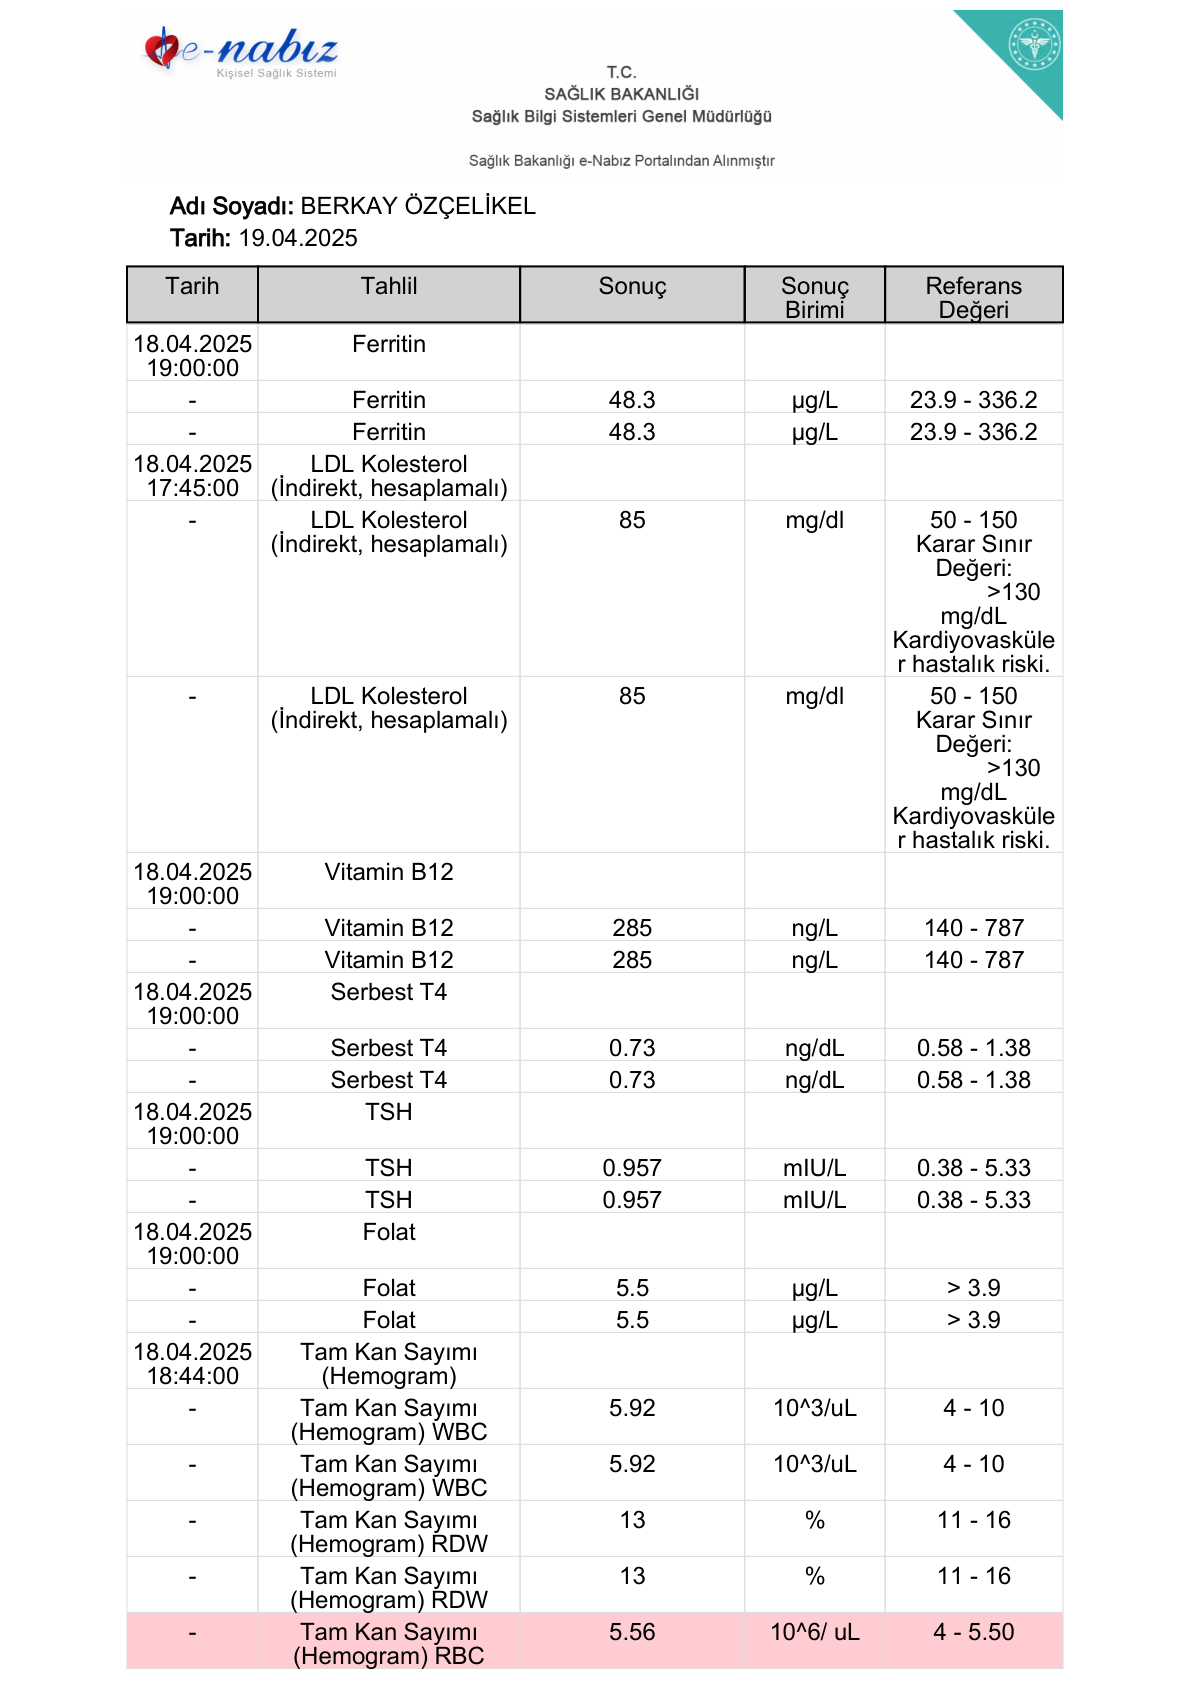 e-nabız
Kişisel Sağlık Sistemi
T.C.
SAĞLIK BAKANLIĞI
Sağlık Bilgi Sistemleri Genel Müdürlüğü
Sağlık Bakanlığı e-Nabız Portalından Alınmıştır
Adı Soyadı: BERKAY ÖZÇELİKEL
Tarih: 19.04.2025
Tarih Tahlil Sonuç Sonuç Birimi Referans Değeri
18.04.2025 19:00:00 Ferritin
- Ferritin 48.3 µg/L 23.9 - 336.2
- Ferritin 48.3 µg/L 23.9 - 336.2
18.04.2025 LDL Kolesterol
17:45:00 (İndirekt, hesaplamalı)
- LDL Kolesterol 85 mg/dl 50 - 150
(İndirekt, hesaplamalı) Karar Sınır
Değeri:
>130
mg/dL
Kardiyovasküle
r hastalık riski.
- LDL Kolesterol 85 mg/dl 50 - 150
(İndirekt, hesaplamalı) Karar Sınır
Değeri:
>130
mg/dL
Kardiyovasküle
r hastalık riski.
18.04.2025 Vitamin B12
19:00:00
- Vitamin B12 285 ng/L 140 - 787
- Vitamin B12 285 ng/L 140 - 787
18.04.2025 Serbest T4
19:00:00
- Serbest T4 0.73 ng/dL 0.58 - 1.38
- Serbest T4 0.73 ng/dL 0.58 - 1.38
18.04.2025 TSH
19:00:00
- TSH 0.957 mIU/L 0.38 - 5.33
- TSH 0.957 mIU/L 0.38 - 5.33
18.04.2025 Folat
19:00:00
- Folat 5.5 µg/L > 3.9
- Folat 5.5 µg/L > 3.9
18.04.2025 Tam Kan Sayımı
18:44:00 (Hemogram)
- Tam Kan Sayımı 5.92 10^3/uL 4 - 10
(Hemogram) WBC
- Tam Kan Sayımı 5.92 10^3/uL 4 - 10
(Hemogram) WBC
- Tam Kan Sayımı 13 % 11 - 16
(Hemogram) RDW
- Tam Kan Sayımı 13 % 11 - 16
(Hemogram) RDW
- Tam Kan Sayımı 5.56 10^6/ uL 4 - 5.50
(Hemogram) RBC